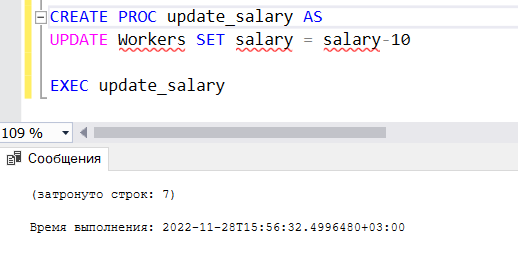 CREATE PROC update_salary AS
UPDATE Workers SET salary = salary-10
EXEC update_salary
109 %
Сообщения
(затронуто строк: 7)
Время выполнения: 2022-11-28T15:56:32.4996480+03:00